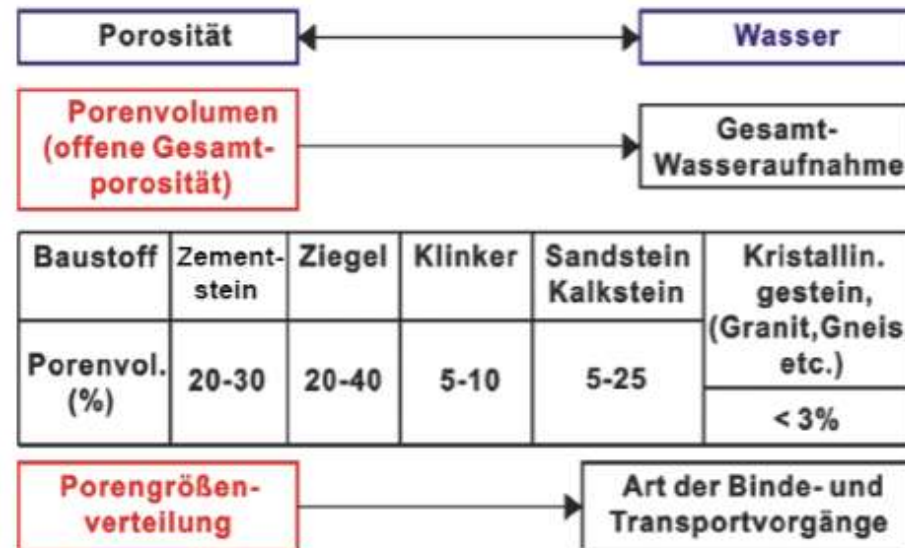 Porosität
Wasser
Porenvolumen
(offene Gesamt-
porosität)
Gesamt-
Wasseraufnahme
Baustoff
Zement-
stein
Ziegel
Klinker
Sandstein
Kalkstein
Kristallin.
gestein,
(Granit,Gneis
etc.)
Porenvol.
(%)
20-30
20-40
5-10
5-25
< 3%
Porengrößen-
verteilung
Art der Binde- und
Transportvorgänge